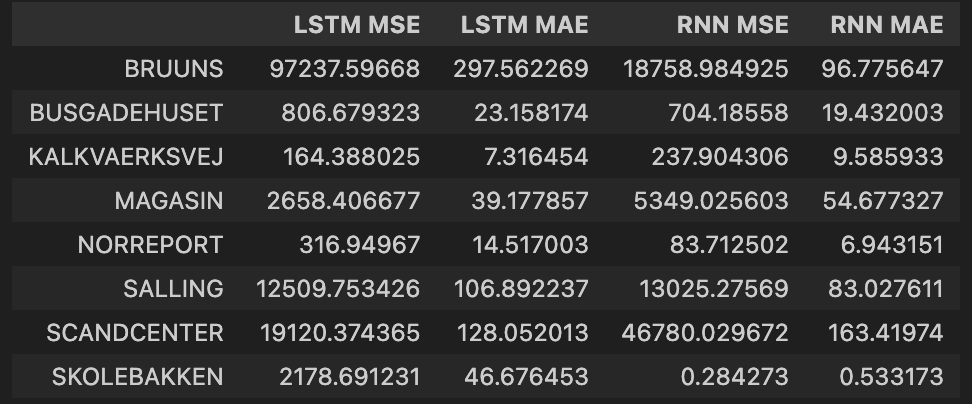 LSTM MSE LSTM MAE RNN MSE RNN MAE
BRUUNS 97237.59668 297.562269 18758.984925 96.775647
BUSGADEHUSET 806.679323 23.158174 704.18558 19.432003
KALKVAERKSVEJ 164.388025 7.316454 237.904306 9.585933
MAGASIN 2658.406677 39.177857 5349.025603 54.677327
NORREPORT 316.94967 14.517003 83.712502 6.943151
SALLING 12509.753426 106.892237 13025.27569 83.027611
SCANDCENTER 19120.374365 128.052013 46780.029672 163.41974
SKOLEBAKKEN 2178.691231 46.676453 0.284273 0.533173